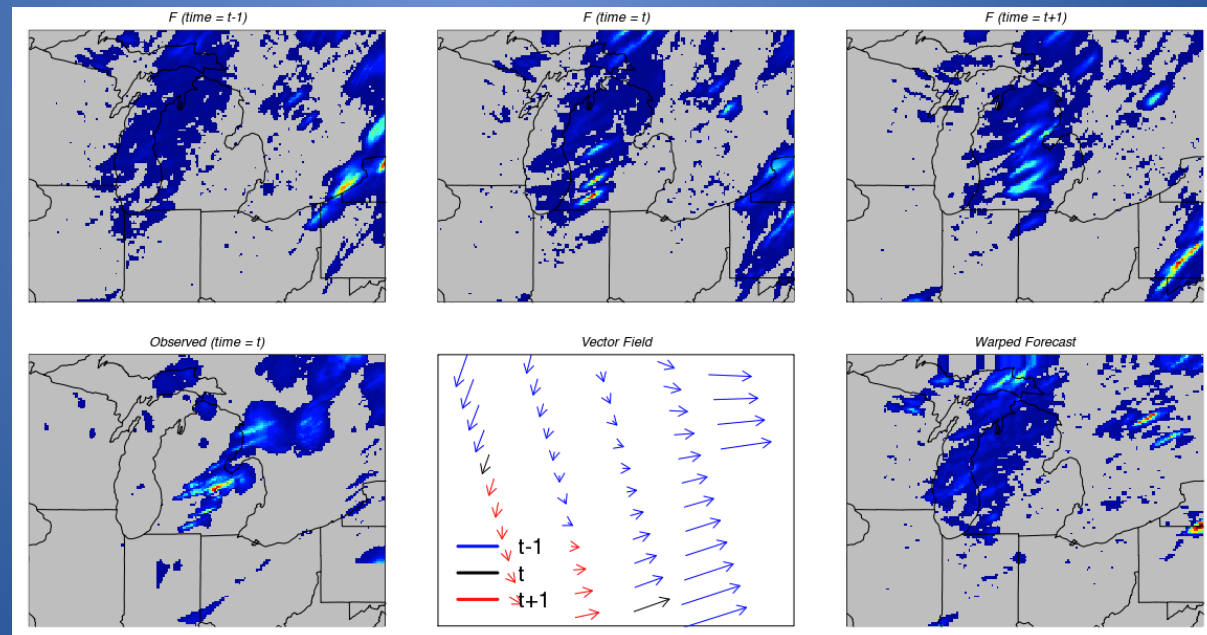 F (time = t-1)
F (time = t)
F (time = t+1)
Observed (time = t)
Vector Field
Warped Forecast
t-1
t
t+1